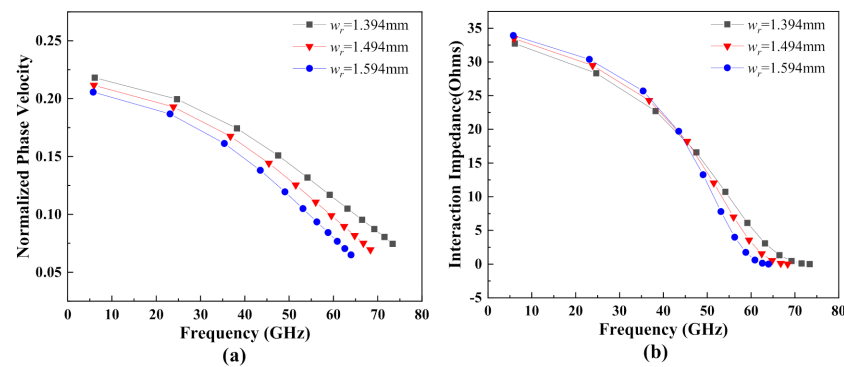 w_r=1.394mm
w_r=1.494mm
w_r=1.594mm
0.25
0.20
0.15
0.10
0.05
Normalized Phase Velocity
0 10 20 30 40 50 60 70 80
Frequency (GHz)
(a)
w_r=1.394mm
w_r=1.494mm
w_r=1.594mm
35
30
25
20
15
10
5
0
-5
Interaction Impedance(Ohms)
0 10 20 30 40 50 60 70 80
Frequency (GHz)
(b)